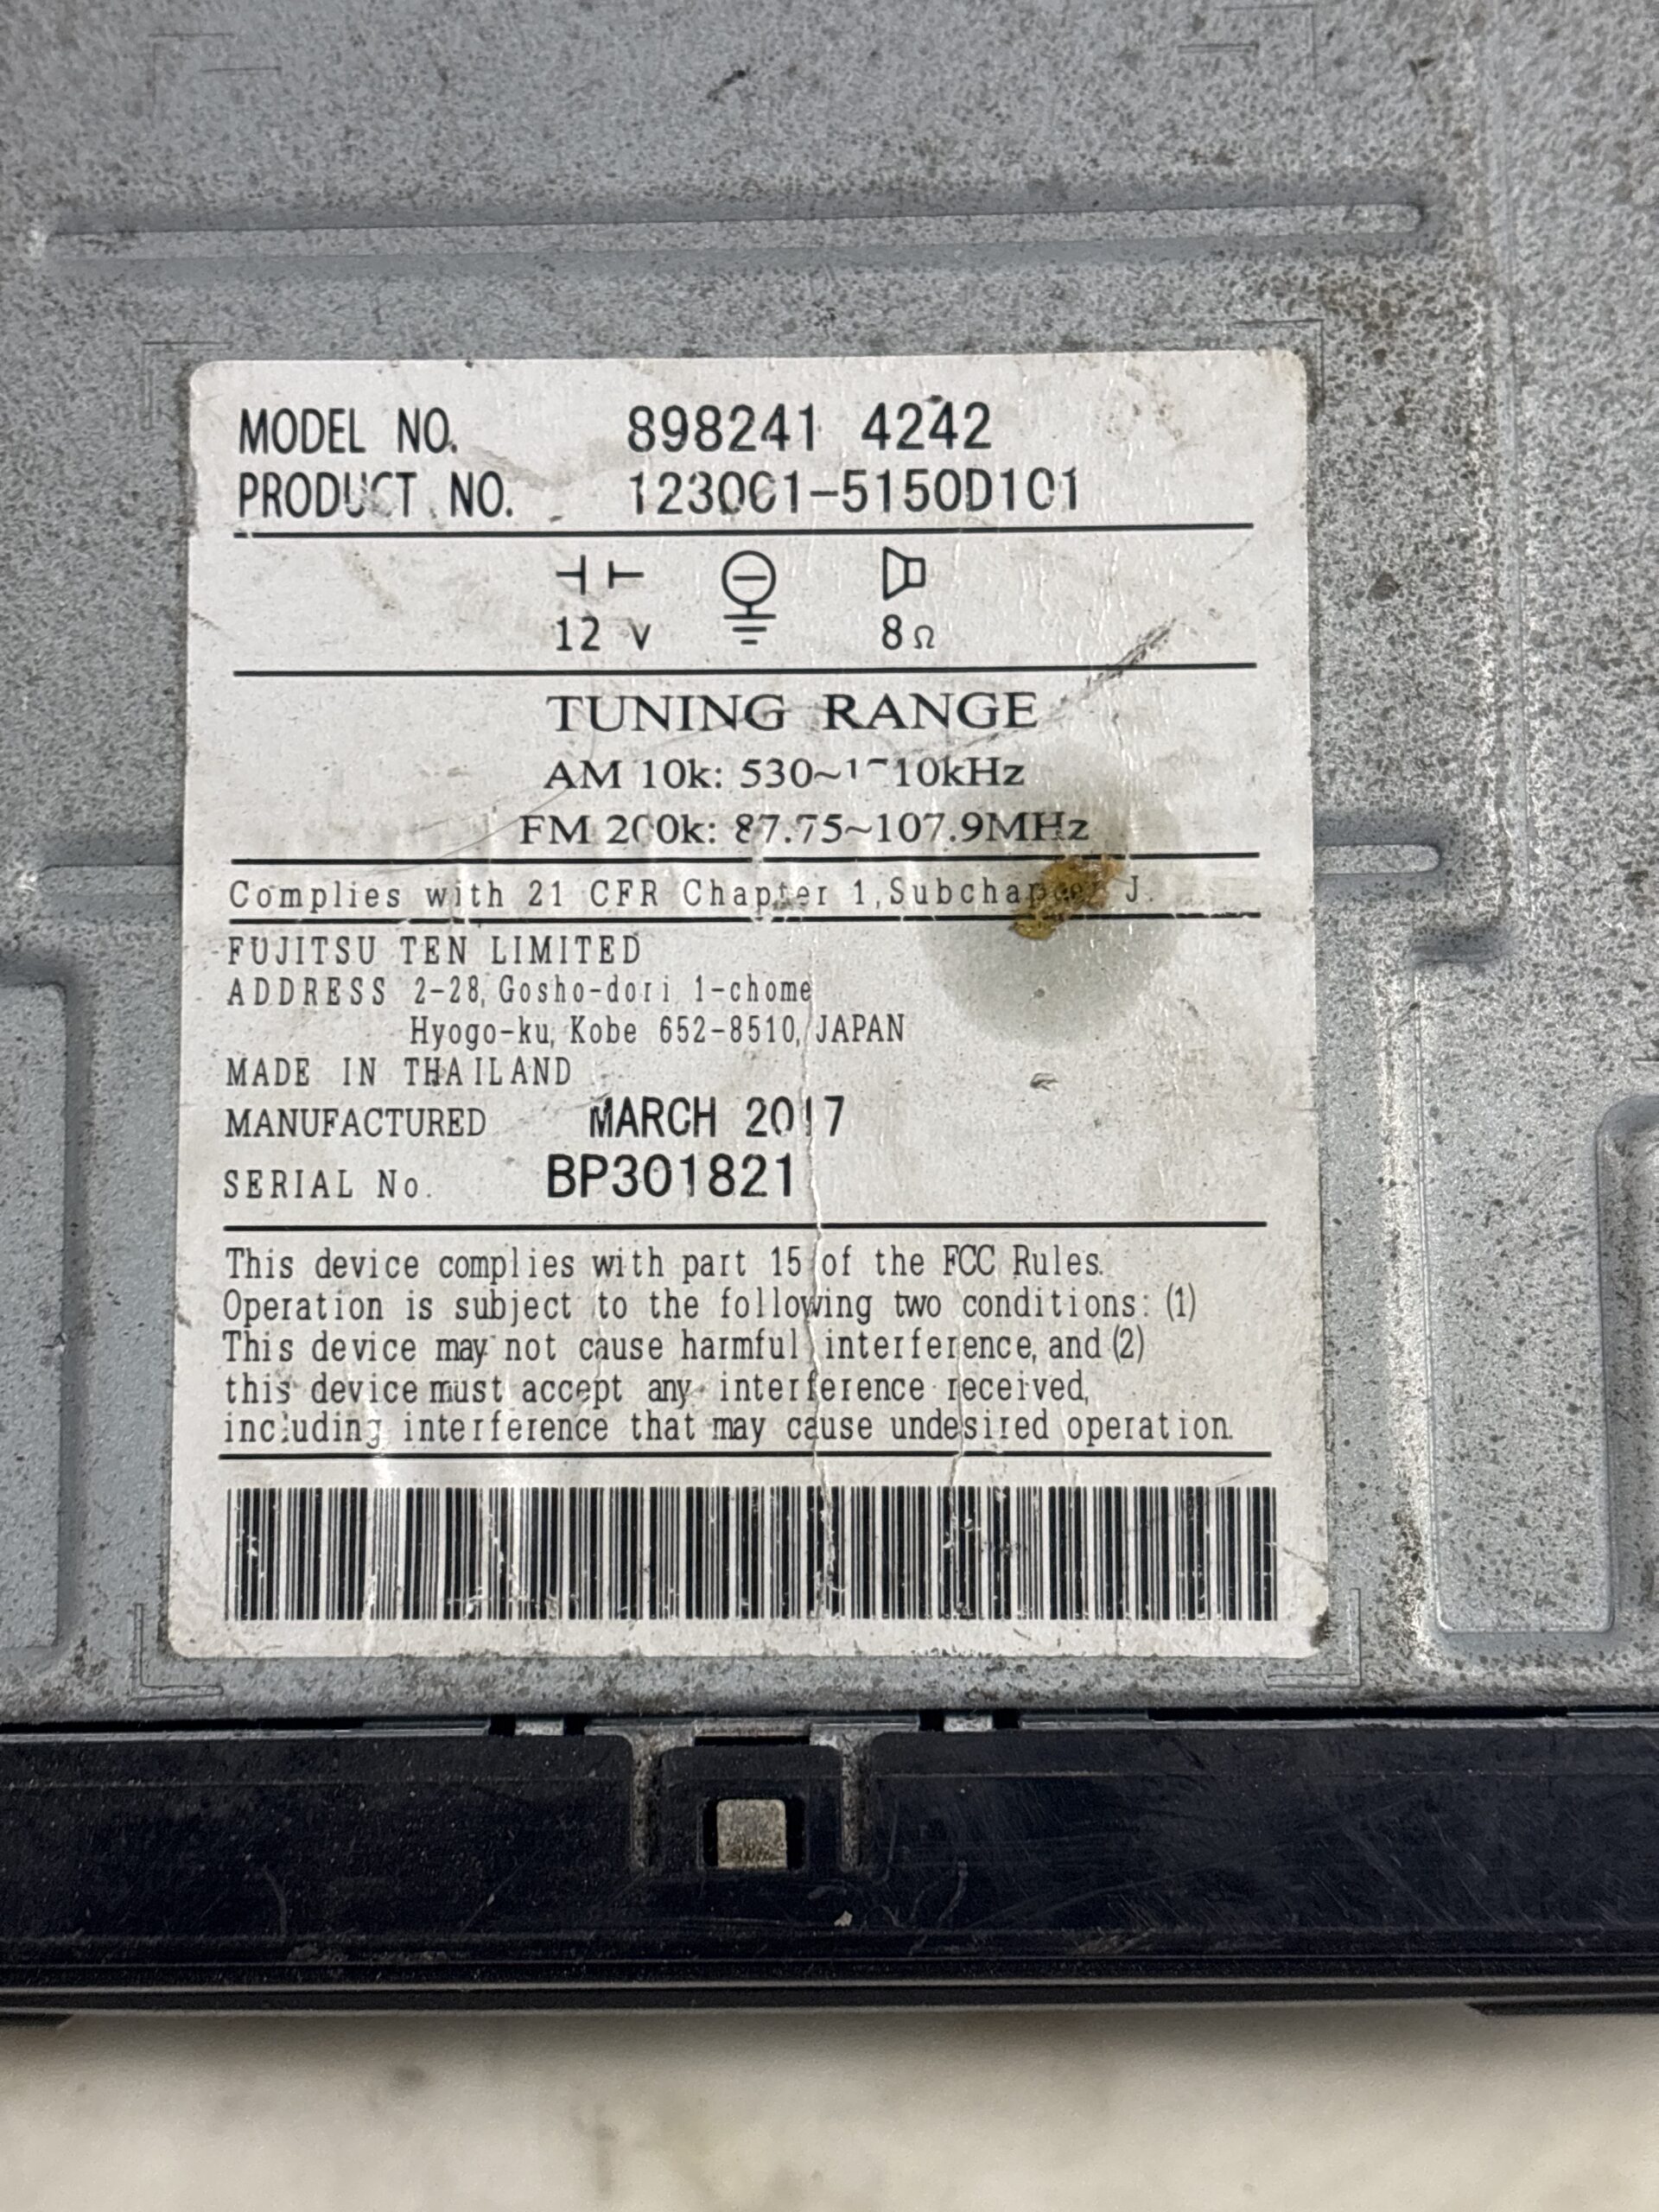 MODEL NO. 898241 4242
PRODUCT NO. 123001-5150D101
12 V 8Ω
TUNING RANGE
AM 10k: 530~1710kHz
FM 200k: 87.75~107.9MHz
Complies with 21 CFR Chapter 1,Subchapter J.
FUJITSU TEN LIMITED
ADDRESS 2-28, Gosho-dori 1-chome
Hyogo-ku, Kobe 652-8510, JAPAN
MADE IN THAILAND
MANUFACTURED MARCH 2017
SERIAL No. BP301821
This device complies with part 15 of the FCC Rules.
Operation is subject to the following two conditions: (1)
This device may not cause harmful interference, and (2)
this device must accept any interference received,
including interference that may cause undesired operation.